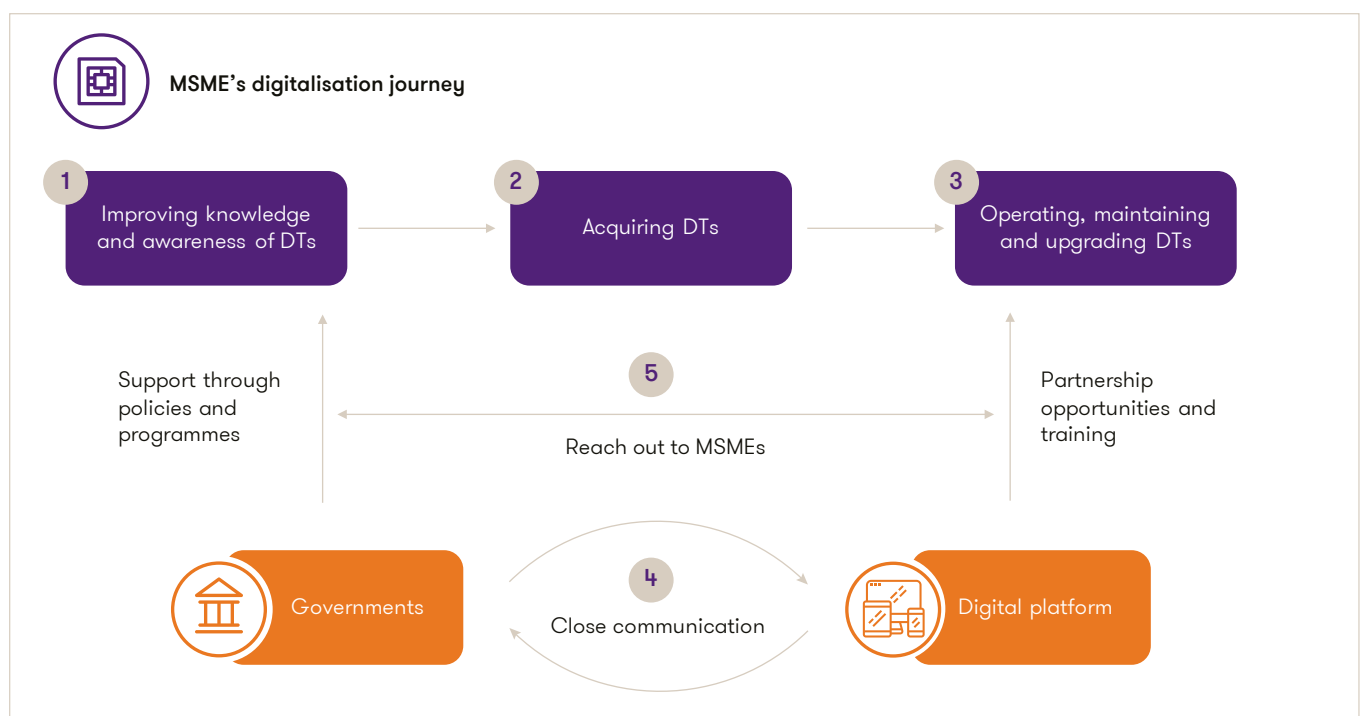 MSME's digitalisation journey
1
Improving knowledge
and awareness of DTs
2
Acquiring DTs
3
Operating, maintaining
and upgrading DTs
Support through
policies and
programmes
5
Reach out to MSMEs
Partnership
opportunities and
training
Governments
4
Close communication
Digital platform